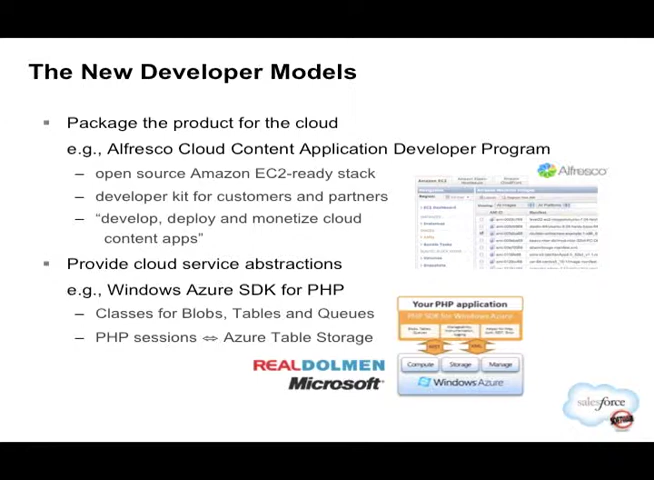 The New Developer Models
Package the product for the cloud
e.g., Alfresco Cloud Content Application Developer Program
– open source Amazon EC2-ready stack
– developer kit for customers and partners
– “develop, deploy and monetize cloud
content apps”
Alfresco
Amazon EC2
Provide cloud service abstractions
e.g., Windows Azure SDK for PHP
– Classes for Blobs, Tables and Queues
– PHP sessions ⇔ Azure Table Storage
Your PHP application
PHP SDK for Windows Azure
REST
Compute Storage Manage
Windows Azure
REALDOLMEN
Microsoft
salesforce